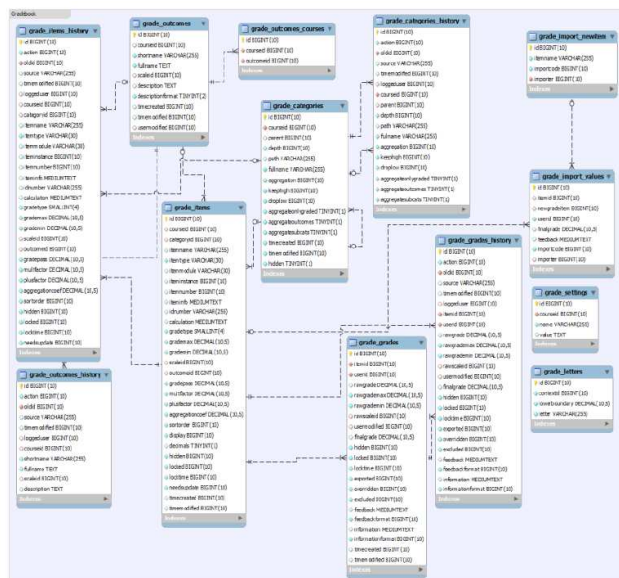 Gradebook
grade_items_history
id BIGINT(10)
action BIGINT(10)
oldid BIGINT(10)
source VARCHAR(255)
timemodified BIGINT(10)
loggeduser BIGINT(10)
courseid BIGINT(10)
categoryid BIGINT(10)
itemname VARCHAR(255)
itemtype VARCHAR(30)
itemmodule VARCHAR(30)
iteminstance BIGINT(10)
itemnumber BIGINT(10)
iteminfo MEDIUMTEXT
idnumber VARCHAR(255)
calculation MEDIUMTEXT
gradetype SMALLINT(4)
grademax DECIMAL(10,5)
grademin DECIMAL(10,5)
scaleid BIGINT(10)
outcomeid BIGINT(10)
gradepass DECIMAL(10,5)
multfactor DECIMAL(10,5)
plusfactor DECIMAL(10,5)
aggregationcoef DECIMAL(10,5)
sortorder BIGINT(10)
hidden BIGINT(10)
locked BIGINT(10)
locktime BIGINT(10)
needsupdate BIGINT(10)
Indexes
grade_outcomes
id BIGINT(10)
courseid BIGINT(10)
shortname VARCHAR(255)
fullname TEXT
scaleid BIGINT(10)
description TEXT
descriptionformat TINYINT(2)
timecreated BIGINT(10)
timemodified BIGINT(10)
usermodified BIGINT(10)
Indexes
grade_outcomes_courses
id BIGINT(10)
courseid BIGINT(10)
outcomeid BIGINT(10)
Indexes
grade_categories_history
id BIGINT(10)
action BIGINT(10)
oldid BIGINT(10)
source VARCHAR(255)
timemodified BIGINT(10)
loggeduser BIGINT(10)
courseid BIGINT(10)
parent BIGINT(10)
depth BIGINT(10)
path VARCHAR(255)
fullname VARCHAR(255)
aggregation BIGINT(10)
keephigh BIGINT(10)
droplow BIGINT(10)
aggregateonlygraded TINYINT(1)
aggregateoutcomes TINYINT(1)
aggregatesubcats TINYINT(1)
Indexes
grade_import_newitem
id BIGINT(10)
itemname VARCHAR(255)
importcode BIGINT(10)
importer BIGINT(10)
Indexes
grade_categories
id BIGINT(10)
courseid BIGINT(10)
parent BIGINT(10)
depth BIGINT(10)
path VARCHAR(255)
fullname VARCHAR(255)
aggregation BIGINT(10)
keephigh BIGINT(10)
droplow BIGINT(10)
aggregateonlygraded TINYINT(1)
aggregateoutcomes TINYINT(1)
aggregatesubcats TINYINT(1)
timecreated BIGINT(10)
timemodified BIGINT(10)
hidden TINYINT(1)
Indexes
grade_import_values
id BIGINT(10)
itemid BIGINT(10)
newgradeitem BIGINT(10)
userid BIGINT(10)
finalgrade DECIMAL(10,5)
feedback MEDIUMTEXT
importcode BIGINT(10)
importer BIGINT(10)
Indexes
grade_items
id BIGINT(10)
courseid BIGINT(10)
categoryid BIGINT(10)
itemname VARCHAR(255)
itemtype VARCHAR(30)
itemmodule VARCHAR(30)
iteminstance BIGINT(10)
itemnumber BIGINT(10)
iteminfo MEDIUMTEXT
idnumber VARCHAR(255)
calculation MEDIUMTEXT
gradetype SMALLINT(4)
grademax DECIMAL(10,5)
grademin DECIMAL(10,5)
scaleid BIGINT(10)
outcomeid BIGINT(10)
gradepass DECIMAL(10,5)
multfactor DECIMAL(10,5)
plusfactor DECIMAL(10,5)
aggregationcoef DECIMAL(10,5)
sortorder BIGINT(10)
display BIGINT(10)
decimals TINYINT(1)
hidden BIGINT(10)
locked BIGINT(10)
locktime BIGINT(10)
needsupdate BIGINT(10)
timecreated BIGINT(10)
timemodified BIGINT(10)
Indexes
grade_grades_history
id BIGINT(10)
action BIGINT(10)
oldid BIGINT(10)
source VARCHAR(255)
timemodified BIGINT(10)
loggeduser BIGINT(10)
itemid BIGINT(10)
userid BIGINT(10)
rawgrade DECIMAL(10,5)
rawgrademax DECIMAL(10,5)
rawgrademin DECIMAL(10,5)
rawscaleid BIGINT(10)
usermodified BIGINT(10)
finalgrade DECIMAL(10,5)
hidden BIGINT(10)
locked BIGINT(10)
locktime BIGINT(10)
exported BIGINT(10)
overridden BIGINT(10)
excluded BIGINT(10)
feedback MEDIUMTEXT
feedbackformat BIGINT(10)
information MEDIUMTEXT
informationformat BIGINT(10)
Indexes
grade_settings
id BIGINT(10)
courseid BIGINT(10)
name VARCHAR(255)
value TEXT
Indexes
grade_grades
id BIGINT(10)
itemid BIGINT(10)
userid BIGINT(10)
rawgrade DECIMAL(10,5)
rawgrademax DECIMAL(10,5)
rawgrademin DECIMAL(10,5)
rawscaleid BIGINT(10)
usermodified BIGINT(10)
finalgrade DECIMAL(10,5)
hidden BIGINT(10)
locked BIGINT(10)
locktime BIGINT(10)
exported BIGINT(10)
overridden BIGINT(10)
excluded BIGINT(10)
feedback MEDIUMTEXT
feedbackformat BIGINT(10)
information MEDIUMTEXT
informationformat BIGINT(10)
timecreated BIGINT(10)
timemodified BIGINT(10)
Indexes
grade_letters
id BIGINT(10)
contextid BIGINT(10)
lowerboundary DECIMAL(10,5)
letter VARCHAR(255)
Indexes
grade_outcomes_history
id BIGINT(10)
action BIGINT(10)
oldid BIGINT(10)
source VARCHAR(255)
timemodified BIGINT(10)
loggeduser BIGINT(10)
courseid BIGINT(10)
shortname VARCHAR(255)
fullname TEXT
scaleid BIGINT(10)
description TEXT
Indexes